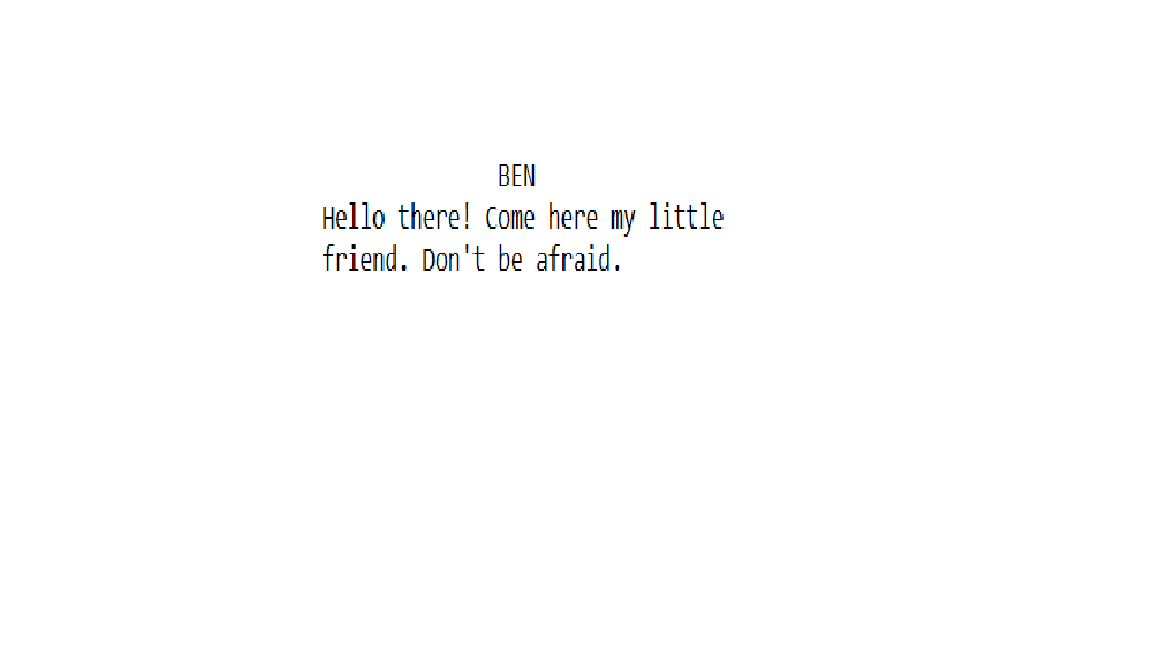 BEN
Hello there! Come here my little
friend. Don't be afraid.